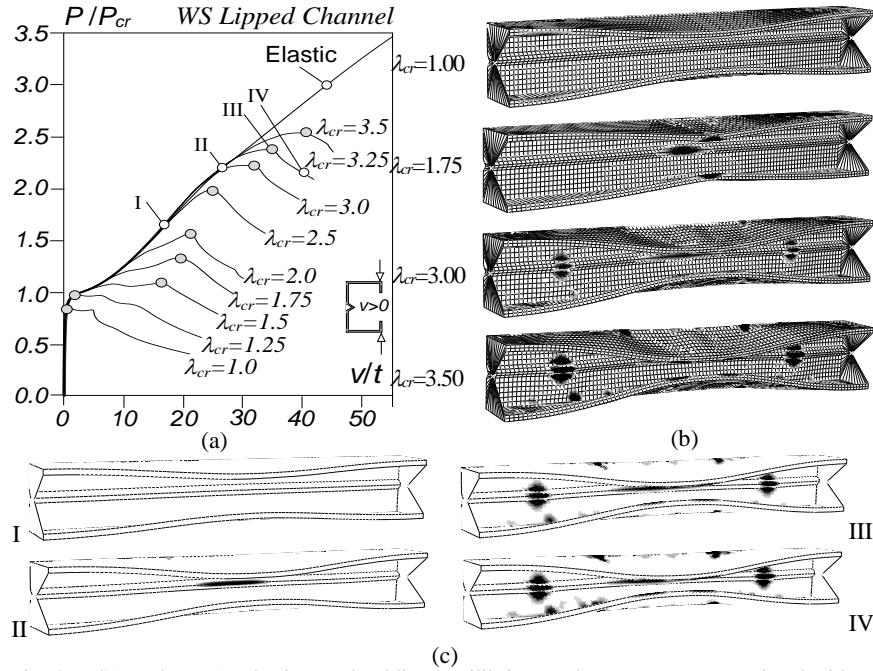 P/Pcr
WS Lipped Channel
3.5
3.0
2.5
2.0
1.5
1.0
0.5
0.0
0
10
20
30
40
50
v/t
Elastic
I
II
III
IV
λcr=3.5
λcr=3.25
λcr=3.0
λcr=2.5
λcr=2.0
λcr=1.75
λcr=1.5
λcr=1.25
λcr=1.0
v>0
(a)
λcr=1.00
λcr=1.75
λcr=3.00
λcr=3.50
(b)
I
II
III
IV
(c)